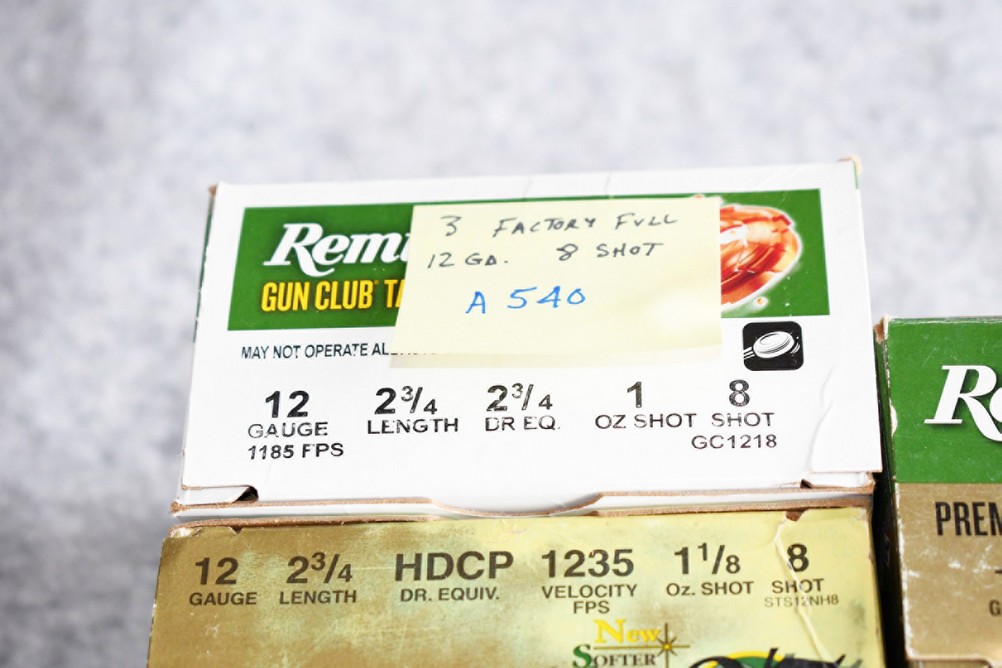 Remi
GUN CLUB® TA
3 FACTORY FULL
12 GA. 8 SHOT
A 540
MAY NOT OPERATE AL
12 2 3/4 2 3/4 1 8
GAUGE LENGTH DR EQ. OZ SHOT SHOT
1185 FPS GC1218
12 2 3/4 HDCP 1235 1 1/8 8
GAUGE LENGTH DR. EQUIV. VELOCITY Oz. SHOT SHOT
FPS STS12NH8
New
SOFTER
Re
PREM
G